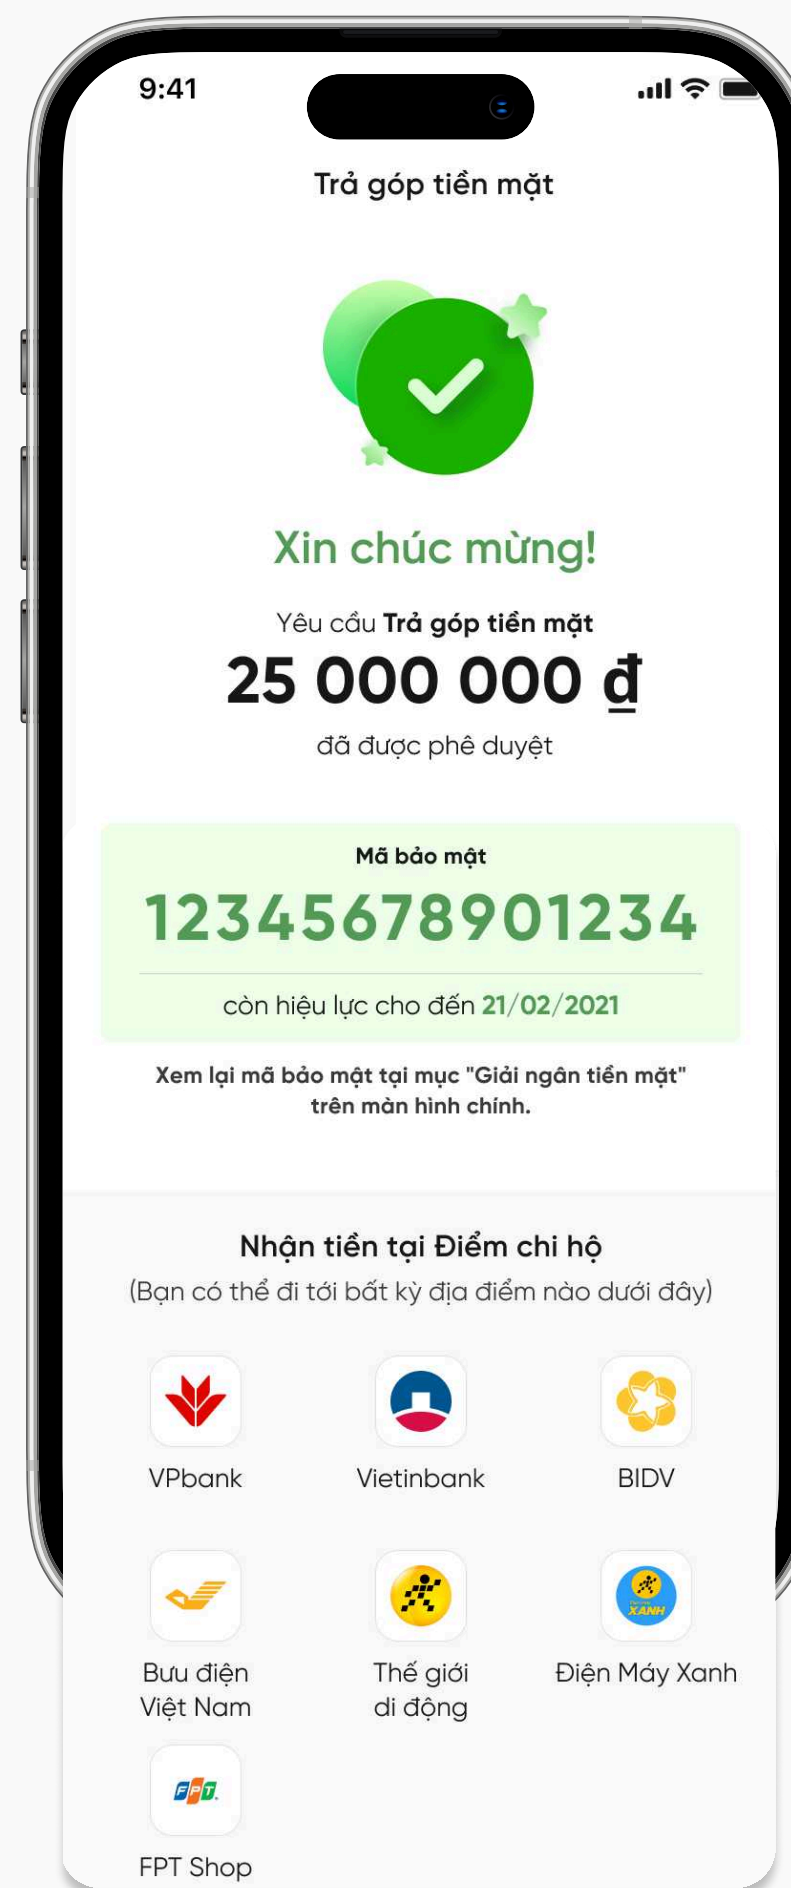 9:41
Trả góp tiền mặt
Xin chúc mừng!
Yêu cầu Trả góp tiền mặt
25 000 000 đ
đã được phê duyệt
Mã bảo mật
12345678901234
còn hiệu lực cho đến 21/02/2021
Xem lại mã bảo mật tại mục "Giải ngân tiền mặt"
trên màn hình chính.
Nhận tiền tại Điểm chi hộ
(Bạn có thể đi tới bất kỳ địa điểm nào dưới đây)
VPbank
Vietinbank
BIDV
XANH
Bưu điện
Việt Nam
Thế giới
di động
Điện Máy Xanh
FPT
FPT Shop